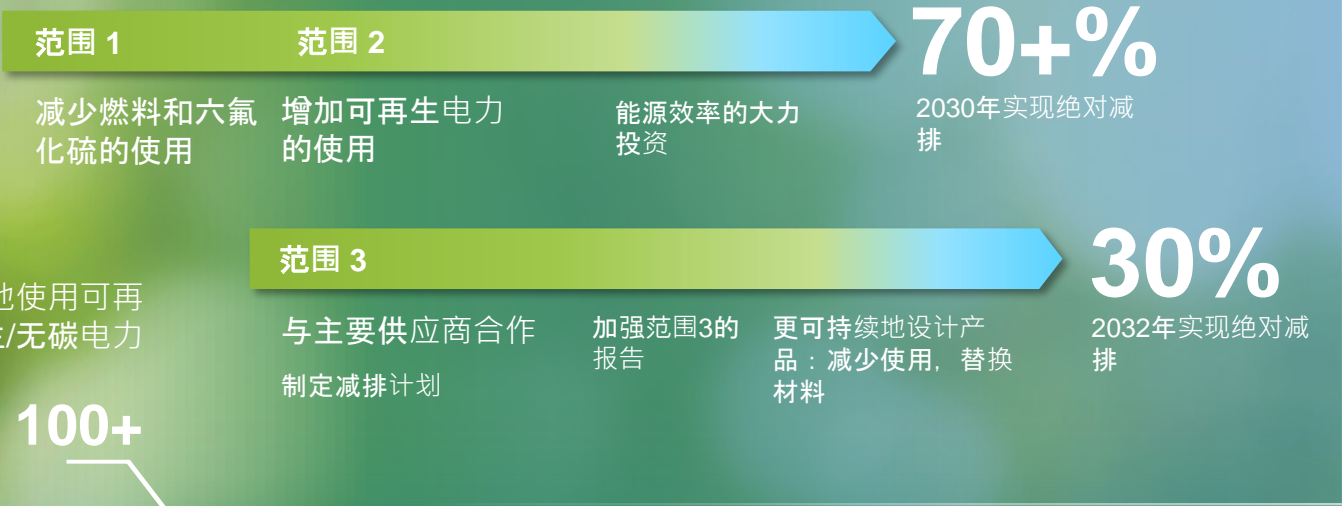 范围 1
范围 2
70+%
减少燃料和六氟
化硫的使用
增加可再生电力
的使用
能源效率的大力
投资
2030年实现绝对减
排
范围 3
30%
地使用可再
生/无碳电力
与主要供应商合作
制定减排计划
加强范围3的
报告
更可持续地设计产
品：减少使用，替换
材料
2032年实现绝对减
排
100+